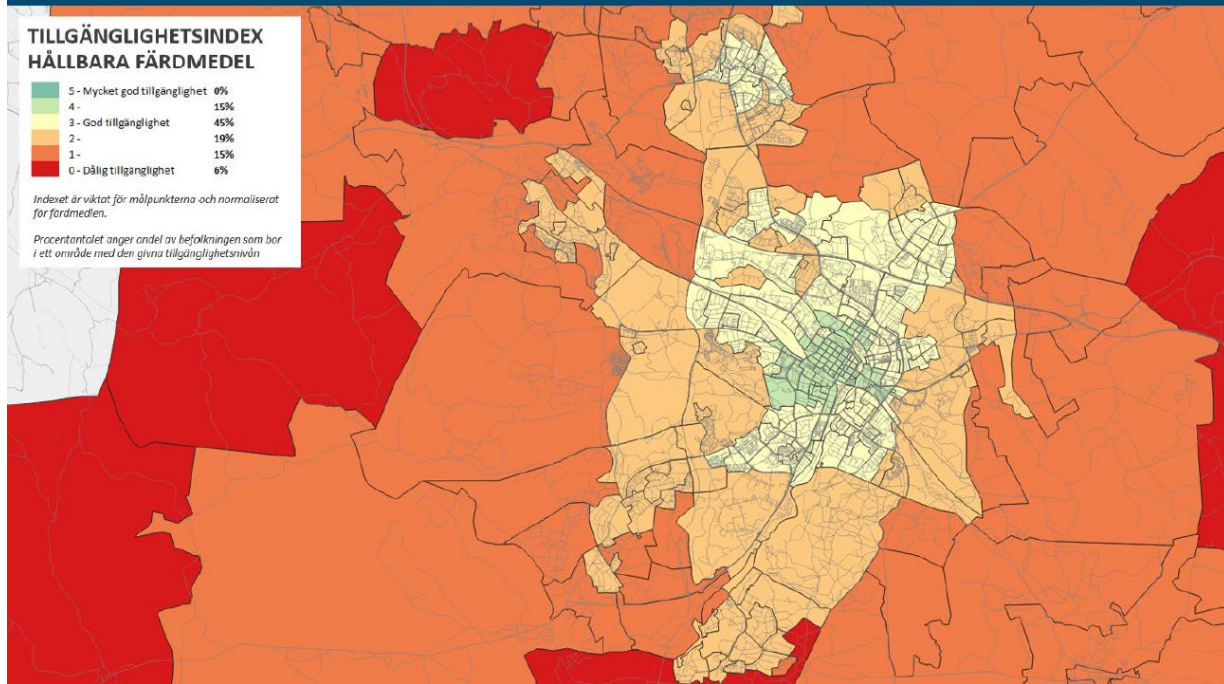 TILLGÄNGLIGHETSINDEX
HÅLLBARA FÄRDMEDEL
5 - Mycket god tillgänglighet 0%
4 - 15%
3 - God tillgänglighet 45%
2 - 19%
1 - 15%
0 - Dålig tillgänglighet 6%
Indexet är viktat för målpunkterna och normaliserat
för färdmedlen.
Procentantalet anger andel av befolkningen som bor
i ett område med den givna tillgänglighetsnivån